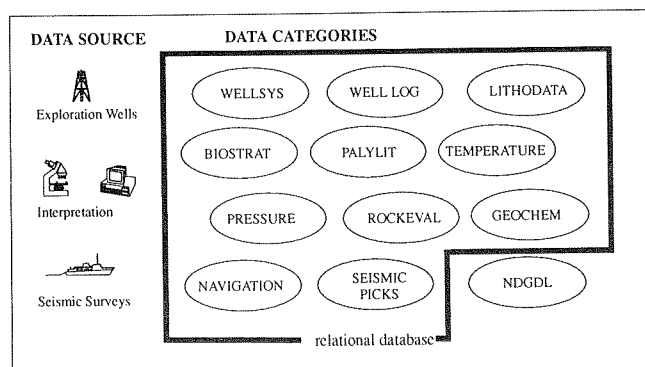 DATA SOURCE
DATA CATEGORIES
Exploration Wells
WELLSYS
WELL LOG
LITHODATA
BIOSTRAT
PALYLIT
TEMPERATURE
Interpretation
PRESSURE
ROCKEVAL
GEOCHEM
Seismic Surveys
NAVIGATION
SEISMIC
PICKS
NDGDL
relational database